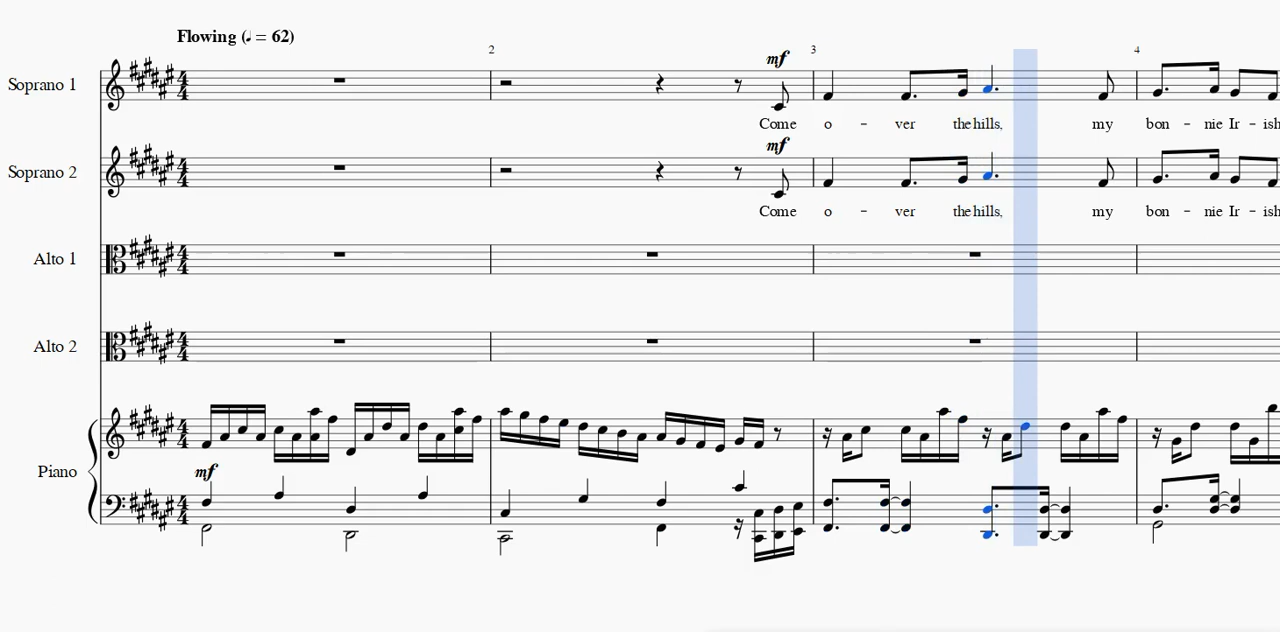 Flowing (♩ = 62)
2
3
4
Soprano 1
mf
Come o - ver the hills, my bon - nie Ir - ish
Soprano 2
mf
Come o - ver the hills, my bon - nie Ir - ish
Alto 1
Alto 2
Piano
mf